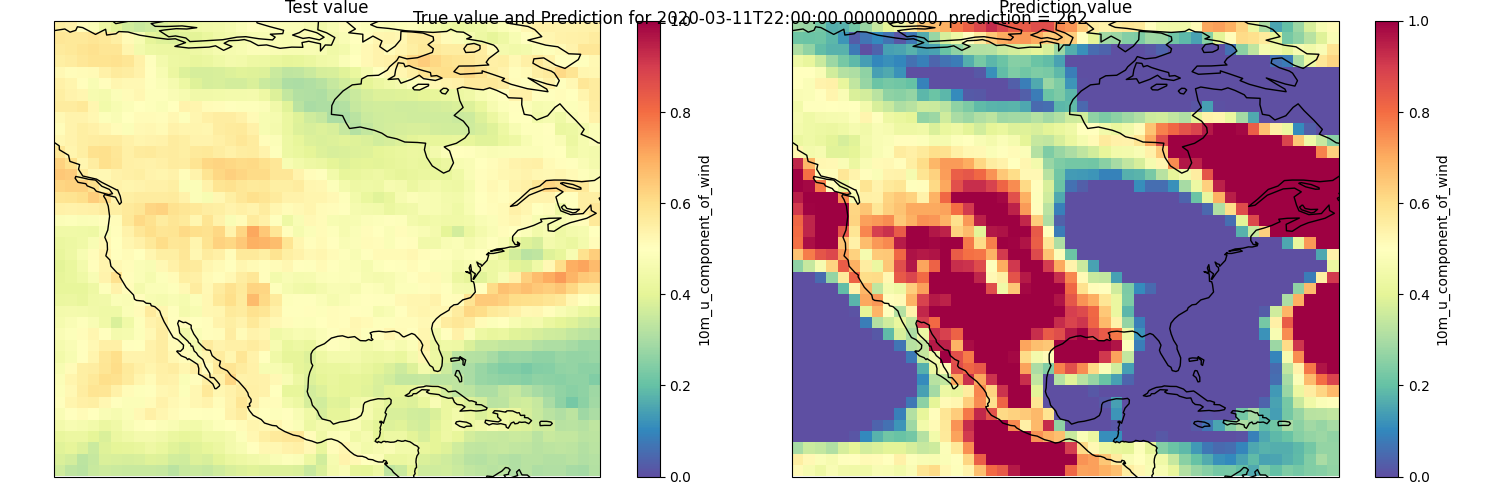 Test value
Prediction value
True value and Prediction for 2020-03-11T22:00:00.000000000, prediction = 262
1.0
0.8
0.6
0.4
0.2
0.0
10m_u_component_of_wind
1.0
0.8
0.6
0.4
0.2
0.0
10m_u_component_of_wind